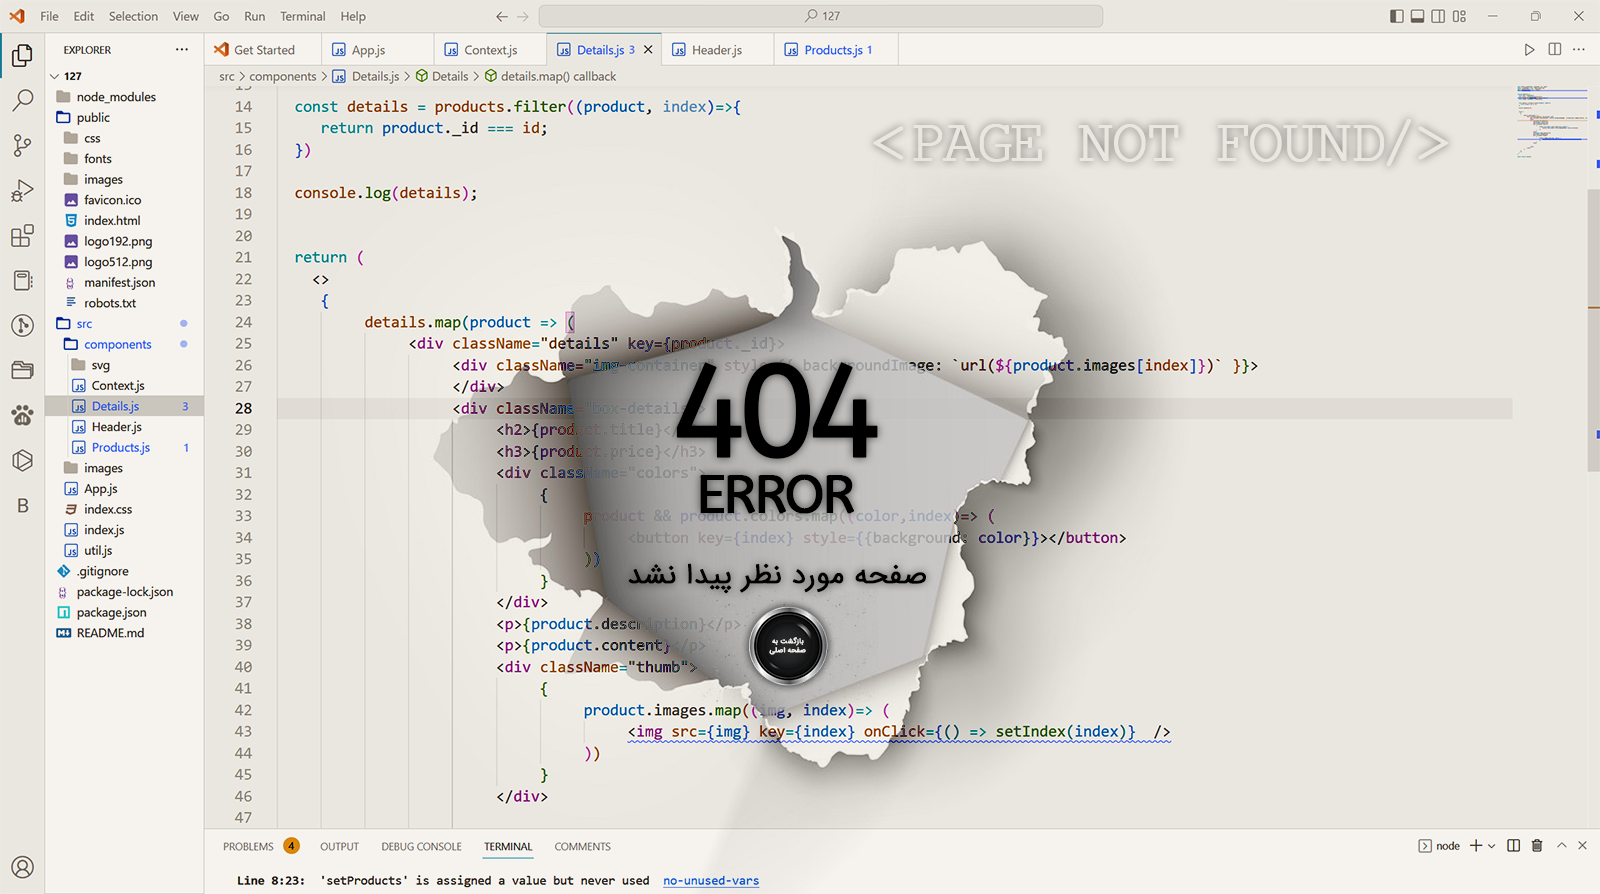 File Edit Selection View Go Run Terminal Help
127
EXPLORER
127
node_modules
public
css
fonts
images
favicon.ico
index.html
logo192.png
logo512.png
manifest.json
robots.txt
src
components
svg
Context.js
Details.js 3
Header.js
Products.js 1
images
App.js
index.css
index.js
util.js
.gitignore
package-lock.json
package.json
README.md
B
Get Started App.js Context.js Details.js 3 Header.js Products.js 1
src > components > Details.js > Details > details.map() callback
<PAGE NOT FOUND/>
14 const details = products.filter((product, index)=>{
15 return product._id === id;
16 })
17
18 console.log(details);
19
20
21 return (
22 <>
23 {
24 details.map(product => (
25 <div className="details" key={product._id}>
26 <div className="img-container" style={{ backgroundImage: `url(${product.images[index]})` }}>
27 </div>
28 <div className="box-details">
29 <h2>{product.title}</
30 <h3>{product.price}</h3>
31 <div className="colors">
32 {
33 product && product.colors.map((color,index)=> (
34 <button key={index} style={{background: color}}></button>
35 ))
36 }
37 </div>
38 <p>{product.description}</p>
39 <p>{product.content}</p>
40 <div className="thumb">
41 {
42 product.images.map((img, index)=> (
43 <img src={img} key={index} onClick={() => setIndex(index)} />
44 ))
45 }
46 </div>
47
404
ERROR
صفحه مورد نظر پیدا نشد
بازگشت به
صفحه اصلی
PROBLEMS 4 OUTPUT DEBUG CONSOLE TERMINAL COMMENTS
node
Line 8:23: 'setProducts' is assigned a value but never used no-unused-vars